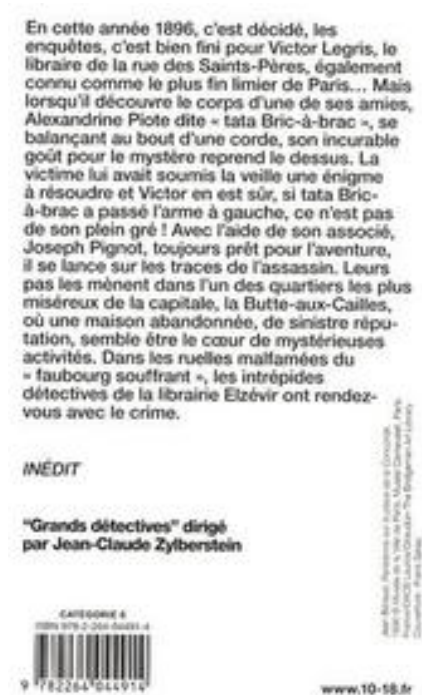 En cette année 1896, c'est décidé, les
enquêtes, c'est bien fini pour Victor Legris, le
libraire de la rue des Saints-Pères, également
connu comme le plus fin limier de Paris... Mais
lorsqu'il découvre le corps d'une de ses amies,
Alexandrine Piote dite « tata Bric-à-brac », se
balançant au bout d'une corde, son incurable
goût pour le mystère reprend le dessus. La
victime lui avait soumis la veille une énigme
à résoudre et Victor en est sûr, si tata Bric-
à-brac a passé l'arme à gauche, ce n'est pas
de son plein gré ! Avec l'aide de son associé,
Joseph Pignot, toujours prêt pour l'aventure,
il se lance sur les traces de l'assassin. Leurs
pas les mènent dans l'un des quartiers les plus
miséreux de la capitale, la Butte-aux-Cailles,
où une maison abandonnée, de sinistre répu-
tation, semble être le cœur de mystérieuses
activités. Dans les ruelles malfamées du
« faubourg souffrant », les intrépides
détectives de la librairie Elzévir ont rendez-
vous avec le crime.
INÉDIT
"Grands détectives" dirigé
par Jean-Claude Zylberstein
CATÉGORIE 6
ISBN 978-2-264-04491-4
9 782264 044914
www.10-18.fr